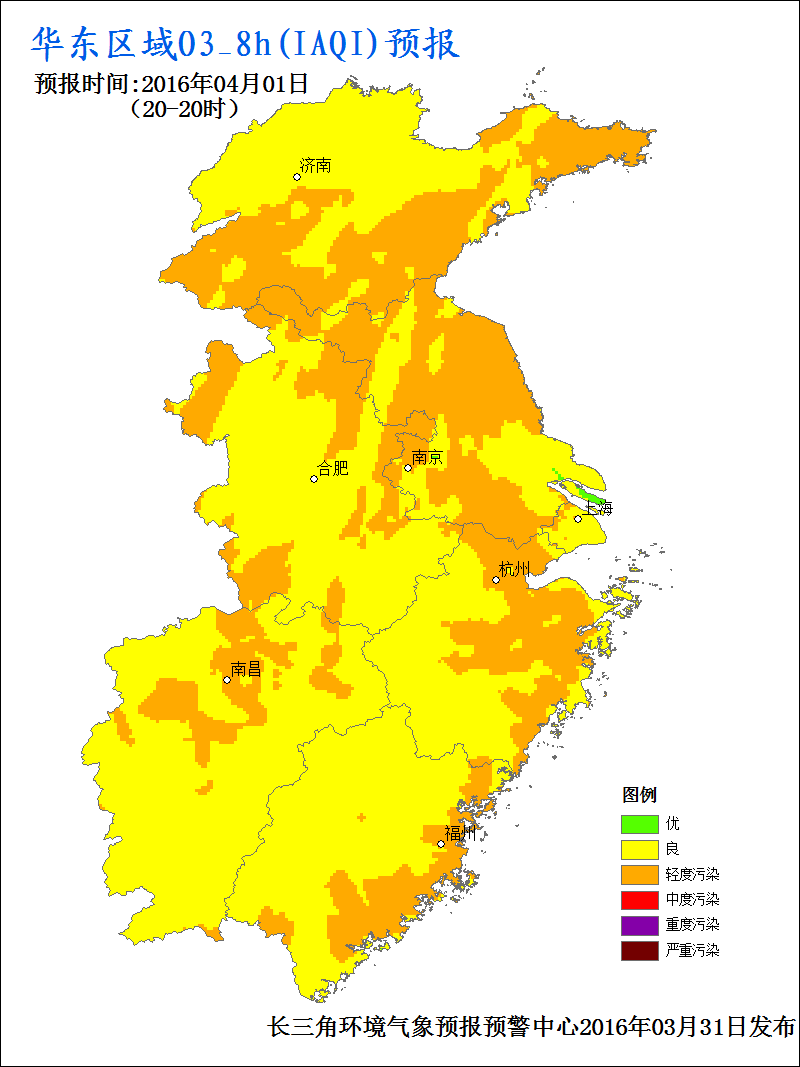 华东区域O3_8h(IAQI)预报
预报时间:2016年04月01日
(20-20时)
济南
合肥
南京
上海
杭州
南昌
福州
图例
优
良
轻度污染
中度污染
重度污染
严重污染
长三角环境气象预报预警中心2016年03月31日发布